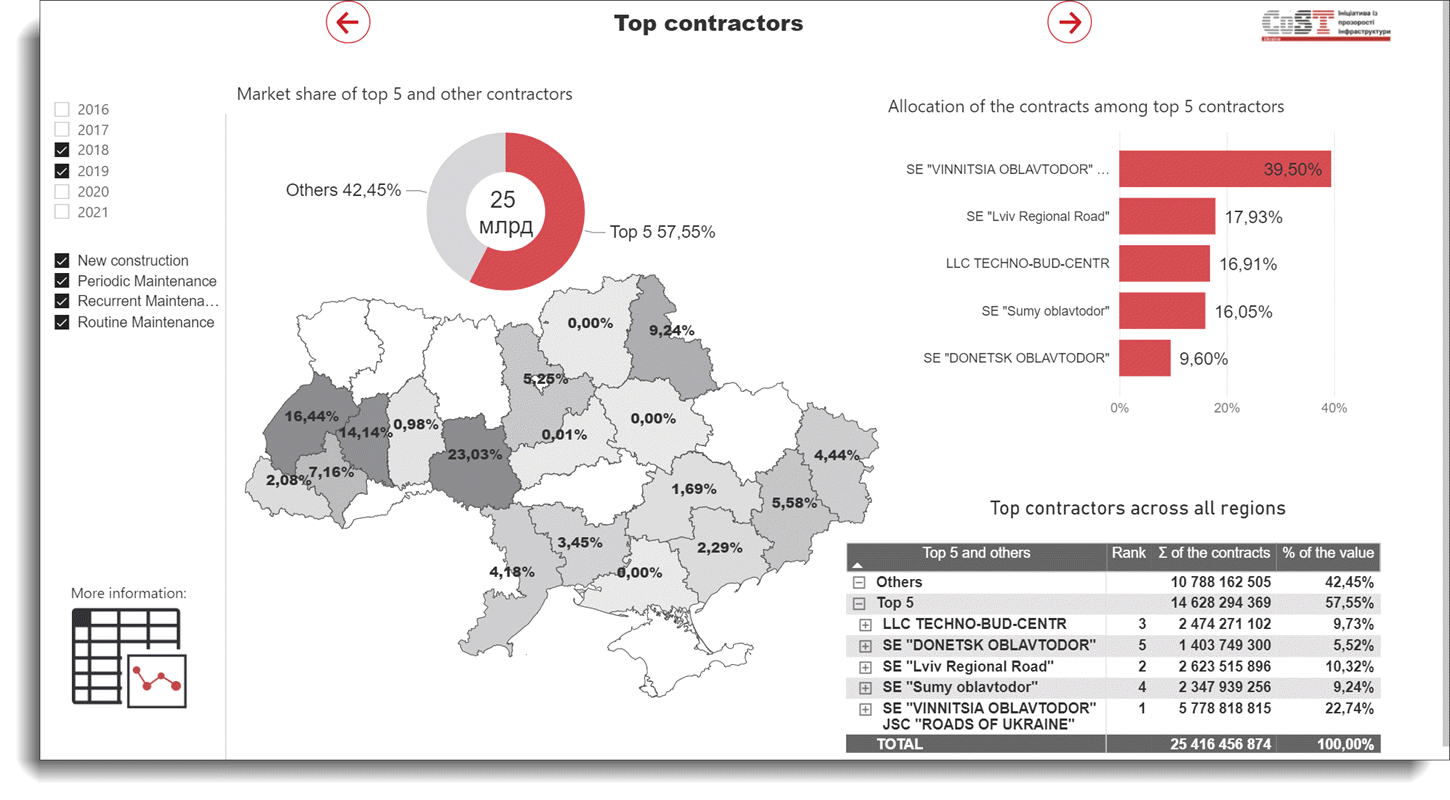 Top contractors
CoST
Ukraine
Ініціатива із
прозорості
інфраструктури
2016
2017
2018
2019
2020
2021
New construction
Periodic Maintenance
Recurrent Maintena…
Routine Maintenance
More information:
Market share of top 5 and other contractors
Others 42,45%
25
млрд
Top 5 57,55%
0,00%
9,24%
5,25%
16,44%
14,14%
0,98%
0,01%
0,00%
23,03%
4,44%
2,08%
7,16%
1,69%
5,58%
3,45%
2,29%
4,18%
0,00%
Allocation of the contracts among top 5 contractors
SE "VINNITSIA OBLAVTODOR" … 39,50%
SE "Lviv Regional Road" 17,93%
LLC TECHNO-BUD-CENTR 16,91%
SE "Sumy oblavtodor" 16,05%
SE "DONETSK OBLAVTODOR" 9,60%
0% 20% 40%
Top contractors across all regions
Top 5 and others Rank Σ of the contracts % of the value
Others 10 788 162 505 42,45%
Top 5 14 628 294 369 57,55%
LLC TECHNO-BUD-CENTR 3 2 474 271 102 9,73%
SE "DONETSK OBLAVTODOR" 5 1 403 749 300 5,52%
SE "Lviv Regional Road" 2 2 623 515 896 10,32%
SE "Sumy oblavtodor" 4 2 347 939 256 9,24%
SE "VINNITSIA OBLAVTODOR" 1 5 778 818 815 22,74%
JSC "ROADS OF UKRAINE"
TOTAL 25 416 456 874 100,00%